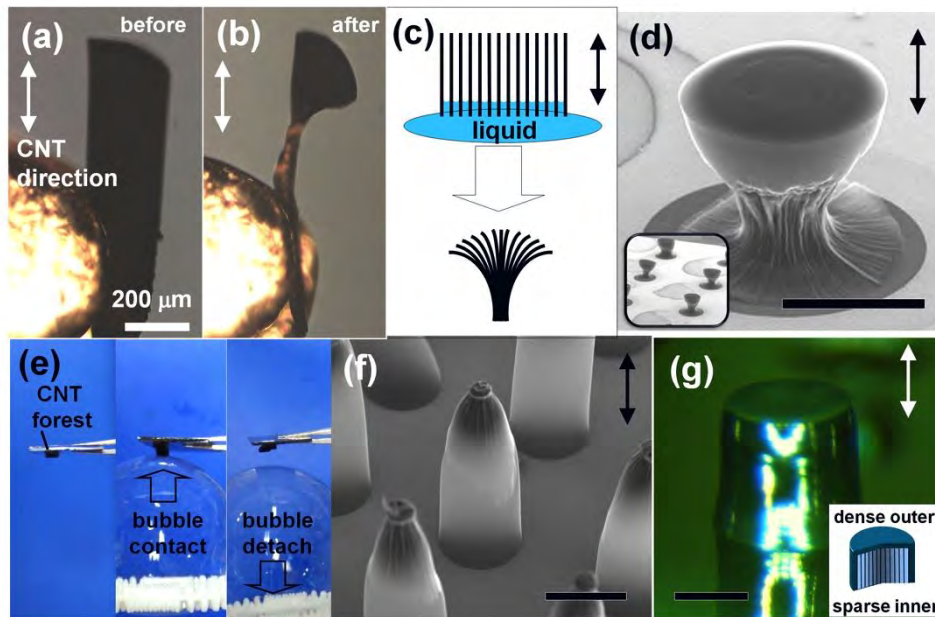 (a)
before
CNT
direction
200 μm
(b)
after
(c)
liquid
(d)
(e)
CNT
forest
bubble
contact
bubble
detach
(f)
(g)
dense outer
sparse inner